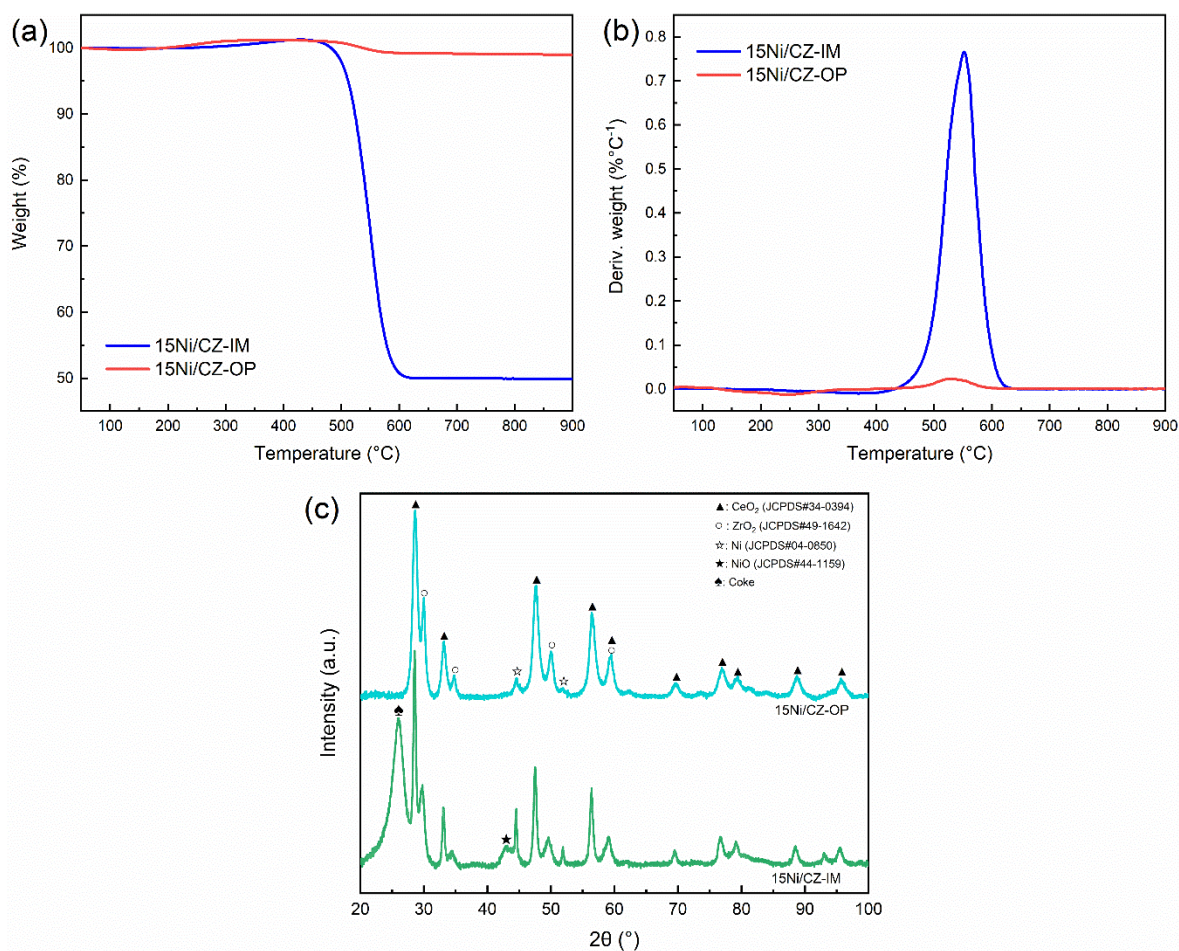 (a)
100
90
80
70
60
50
Weight (%)
15Ni/CZ-IM
15Ni/CZ-OP
100 200 300 400 500 600 700 800 900
Temperature (°C)
(b)
0.8
0.7
0.6
0.5
0.4
0.3
0.2
0.1
0.0
Deriv. weight (%°C⁻¹)
15Ni/CZ-IM
15Ni/CZ-OP
100 200 300 400 500 600 700 800 900
Temperature (°C)
(c)
▲: CeO₂ (JCPDS#34-0394)
○: ZrO₂ (JCPDS#49-1642)
☆: Ni (JCPDS#04-0850)
★: NiO (JCPDS#44-1159)
♠: Coke
Intensity (a.u.)
15Ni/CZ-OP
15Ni/CZ-IM
20 30 40 50 60 70 80 90 100
2θ (°)